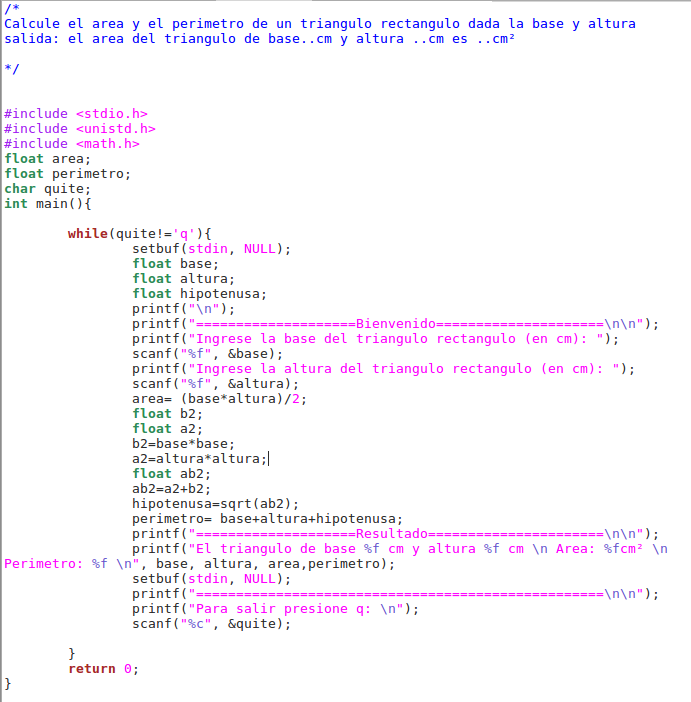 /*
Calcule el area y el perimetro de un triangulo rectangulo dada la base y altura
salida: el area del triangulo de base..cm y altura ..cm es ..cm²
*/
#include <stdio.h>
#include <unistd.h>
#include <math.h>
float area;
float perimetro;
char quite;
int main(){
while(quite!='q'){
setbuf(stdin, NULL);
float base;
float altura;
float hipotenusa;
printf("\n");
printf("====================Bienvenido=====================\n\n");
printf("Ingrese la base del triangulo rectangulo (en cm): ");
scanf("%f", &base);
printf("Ingrese la altura del triangulo rectangulo (en cm): ");
scanf("%f", &altura);
area= (base*altura)/2;
float b2;
float a2;
b2=base*base;
a2=altura*altura;
float ab2;
ab2=a2+b2;
hipotenusa=sqrt(ab2);
perimetro= base+altura+hipotenusa;
printf("====================Resultado======================\n\n");
printf("El triangulo de base %f cm y altura %f cm \n Area: %fcm² \n
Perimetro: %f \n", base, altura, area,perimetro);
setbuf(stdin, NULL);
printf("===================================================\n\n");
printf("Para salir presione q: \n");
scanf("%c", &quite);
}
return 0;
}